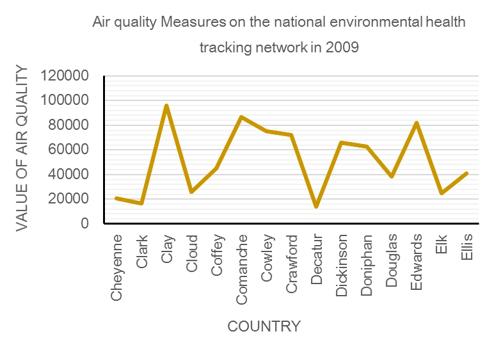 Air quality Measures on the national environmental health
tracking network in 2009
VALUE OF AIR QUALITY
120000
100000
80000
60000
40000
20000
0
Cheyenne
Clark
Clay
Cloud
Coffey
Comanche
Cowley
Crawford
Decatur
Dickinson
Doniphan
Douglas
Edwards
Elk
Ellis
COUNTRY